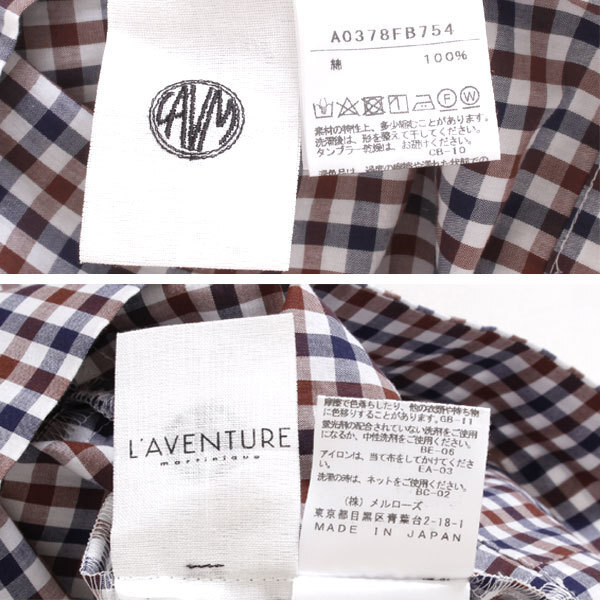 LAVM
A0378FB754
綿 100%
素材の特性上、多少縮むことがあります。
洗濯後は、形を整えて干してください。
タンブラー乾燥は、お避けください。
CB-10
L'AVENTURE
martinique
摩擦で色落ちしたり、他の衣類や持ち物
に色移りすることがあります。GB-11
蛍光剤の配合されていない洗剤をご使用
になるか、中性洗剤をご使用ください。
BE-06
アイロンは、当て布をしてかけてください。
EA-03
洗濯の時は、ネットをご使用ください。
BC-02
(株) メルローズ
東京都目黒区青葉台2-18-1
MADE IN JAPAN